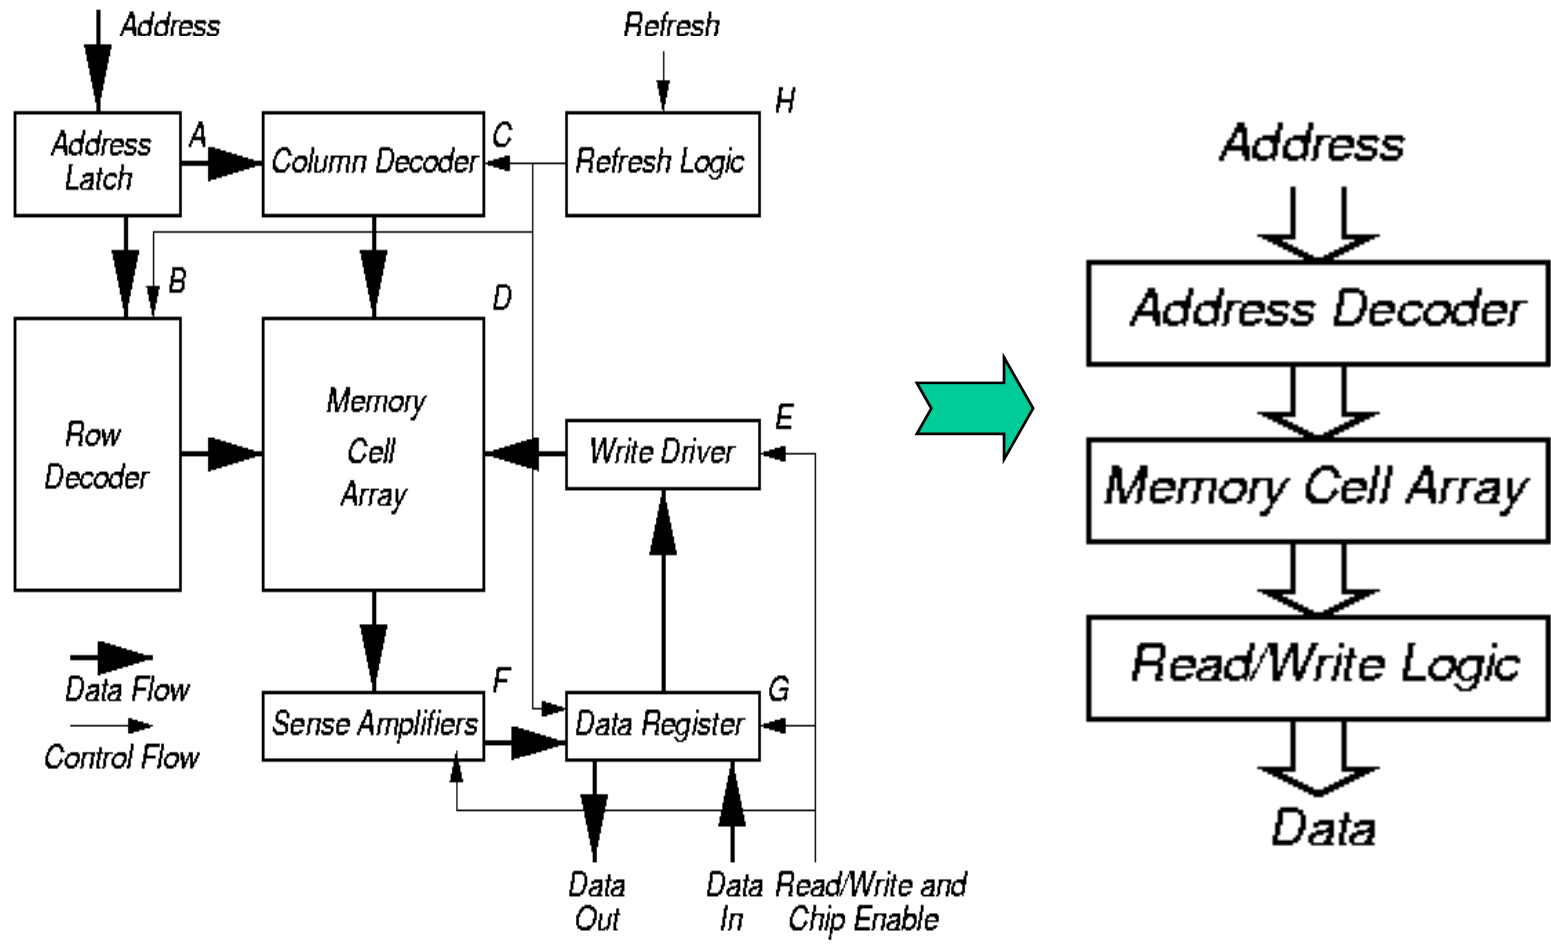 Address
Refresh
H
Address
Latch
A
Column Decoder
C
Refresh Logic
B
D
Row
Decoder
Memory
Cell
Array
Write Driver
E
Data Flow
Control Flow
Sense Amplifiers
F
Data Register
G
Data
Out
Data
In
Read/Write and
Chip Enable
Address
Address Decoder
Memory Cell Array
Read/Write Logic
Data